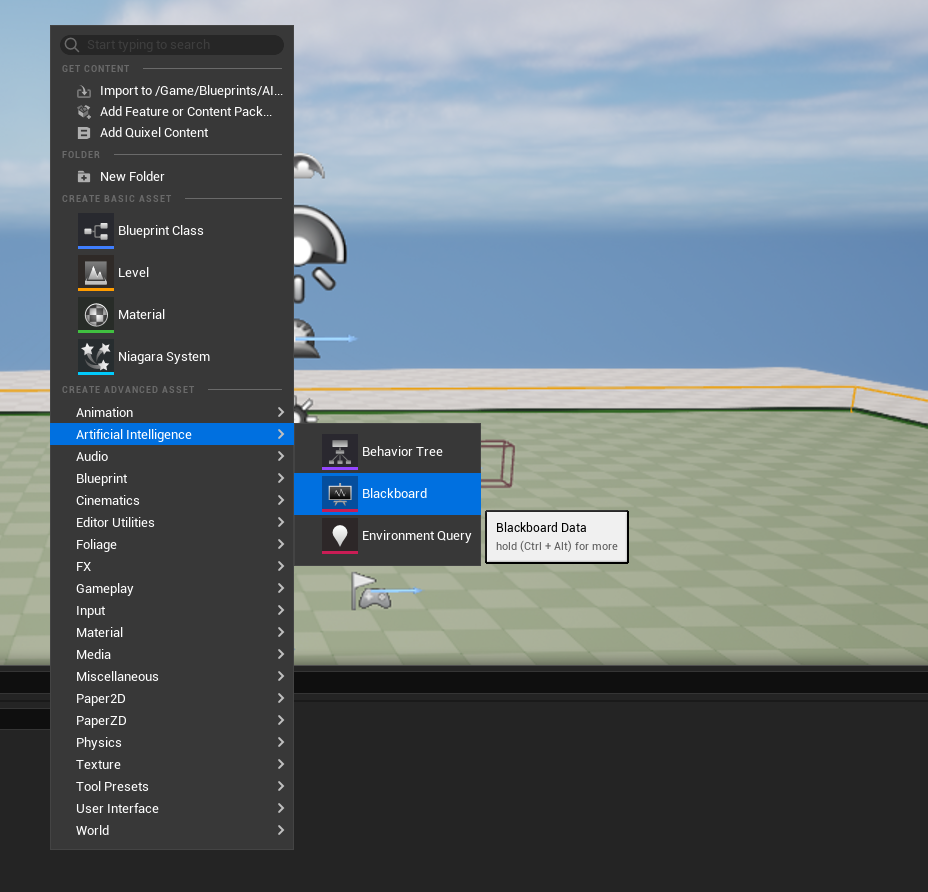 Start typing to search
GET CONTENT
Import to /Game/Blueprints/AI...
Add Feature or Content Pack...
Add Quixel Content
FOLDER
New Folder
CREATE BASIC ASSET
Blueprint Class
Level
Material
Niagara System
CREATE ADVANCED ASSET
Animation
Artificial Intelligence
Behavior Tree
Blackboard
Environment Query
Blackboard Data
hold (Ctrl + Alt) for more
Audio
Blueprint
Cinematics
Editor Utilities
Foliage
FX
Gameplay
Input
Material
Media
Miscellaneous
Paper2D
PaperZD
Physics
Texture
Tool Presets
User Interface
World